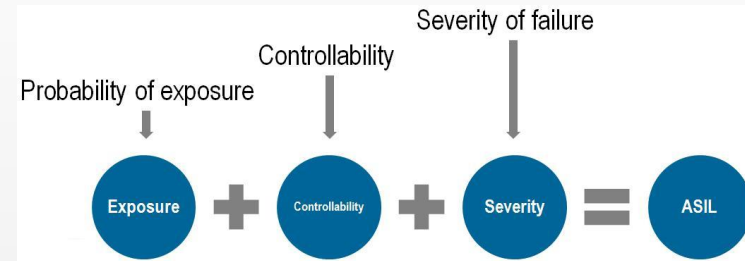 Severity of failure
Controllability
Probability of exposure
Exposure
Controllability
Severity
ASIL